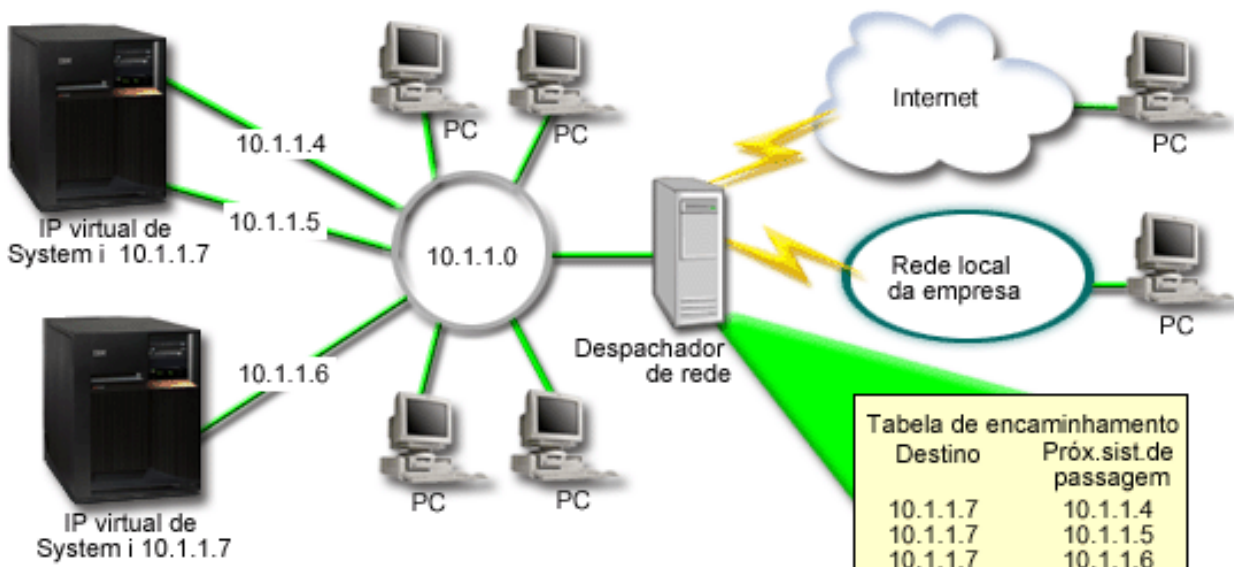 10.1.1.4
10.1.1.5
IP virtual de
System i 10.1.1.7
10.1.1.6
IP virtual de
System i 10.1.1.7
PC
PC
10.1.1.0
PC
PC
Despachador
de rede
Internet
PC
Rede local
da empresa
PC
Tabela de encaminhamento
Destino Próx.sist.de
passagem
10.1.1.7 10.1.1.4
10.1.1.7 10.1.1.5
10.1.1.7 10.1.1.6